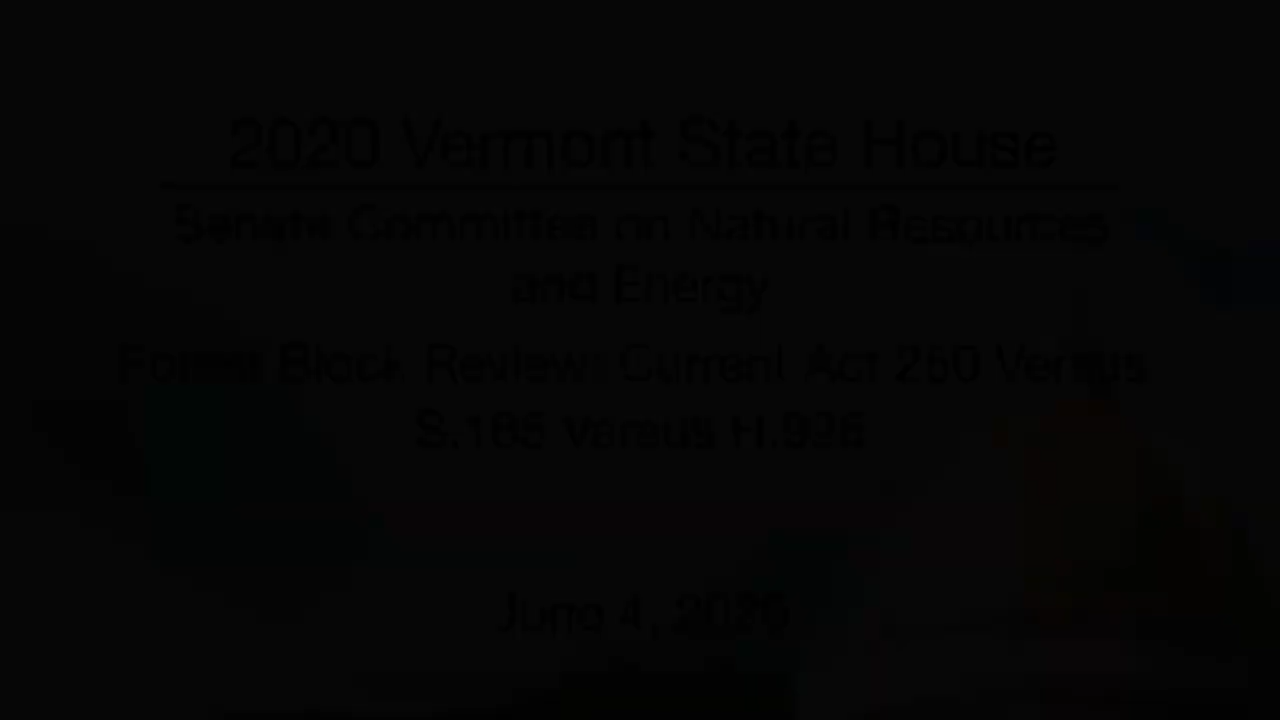 2020 Vermont State House
Senate Committee on Natural Resources
and Energy
Forest Block Review: Current Act 250 Versus
S.165 versus H.926
June 4, 2020